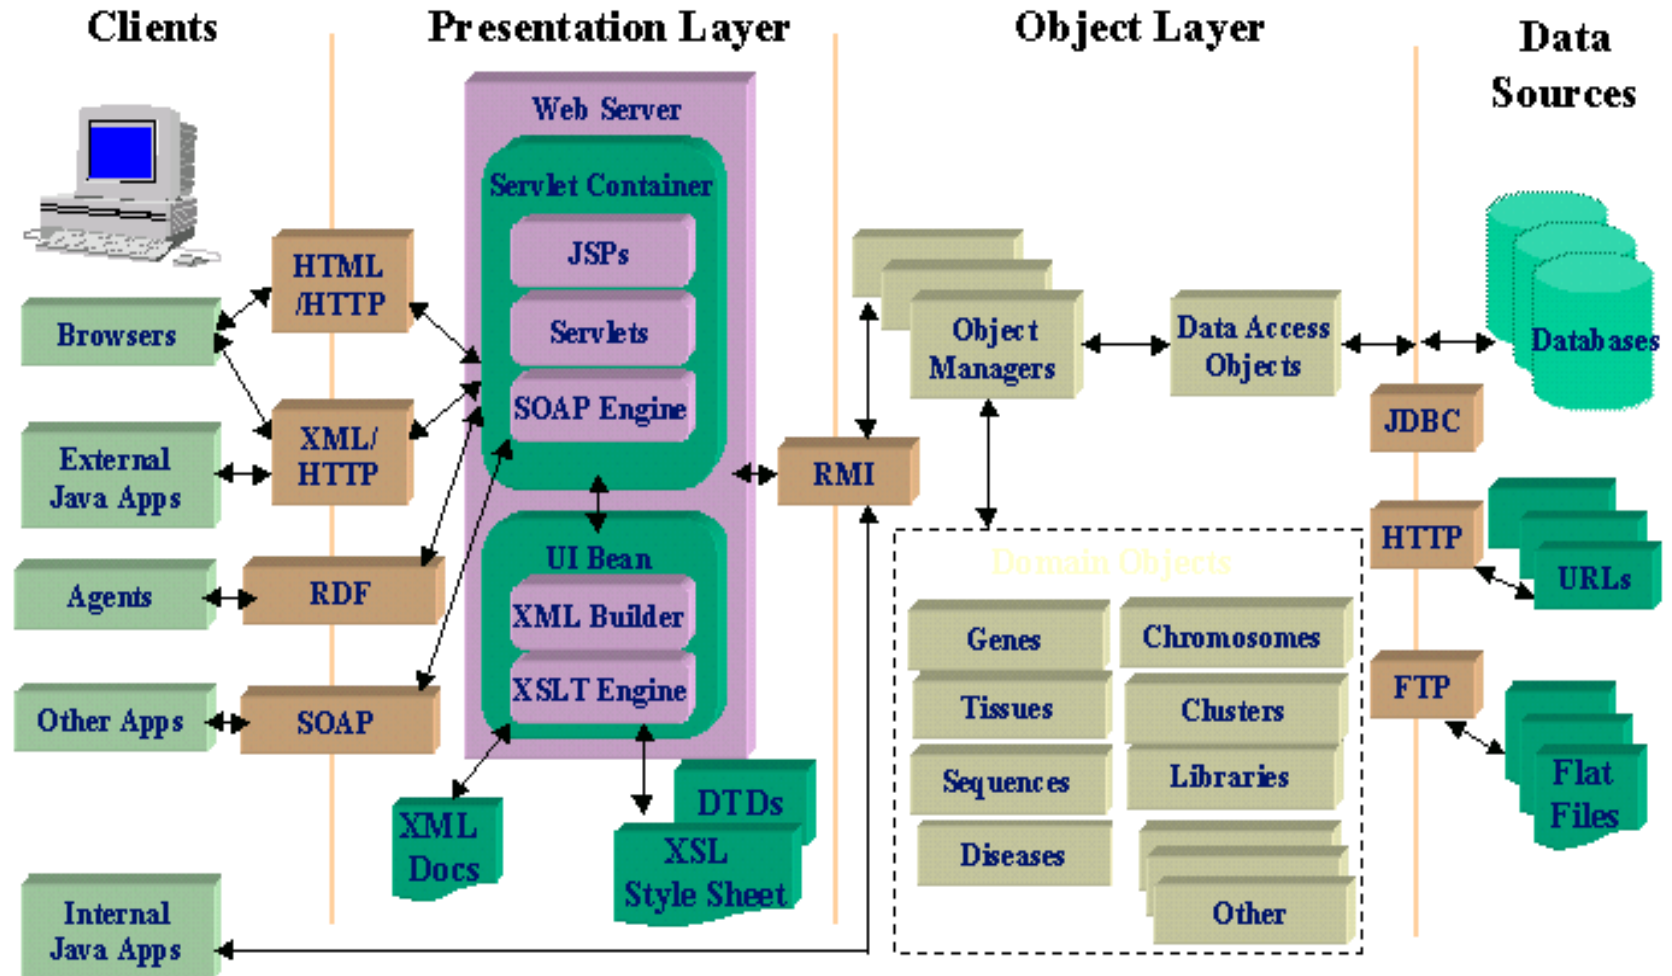 Clients
Presentation Layer
Object Layer
Data
Sources
Web Server
Servlet Container
JSPs
Servlets
SOAP Engine
UI Bean
XML Builder
XSLT Engine
HTML
/HTTP
XML/
HTTP
RDF
SOAP
Browsers
External
Java Apps
Agents
Other Apps
Internal
Java Apps
XML
Docs
DTDs
XSL
Style Sheet
RMI
Object
Managers
Data Access
Objects
Domain Objects
Genes
Chromosomes
Tissues
Clusters
Sequences
Libraries
Diseases
Other
JDBC
HTTP
FTP
Databases
URLs
Flat
Files